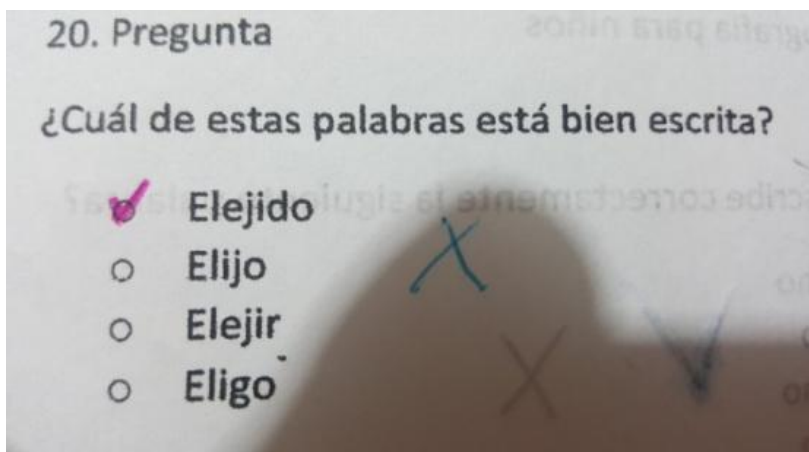 20. Pregunta
¿Cuál de estas palabras está bien escrita?
Elejido
Elijo
Elejir
Eligo